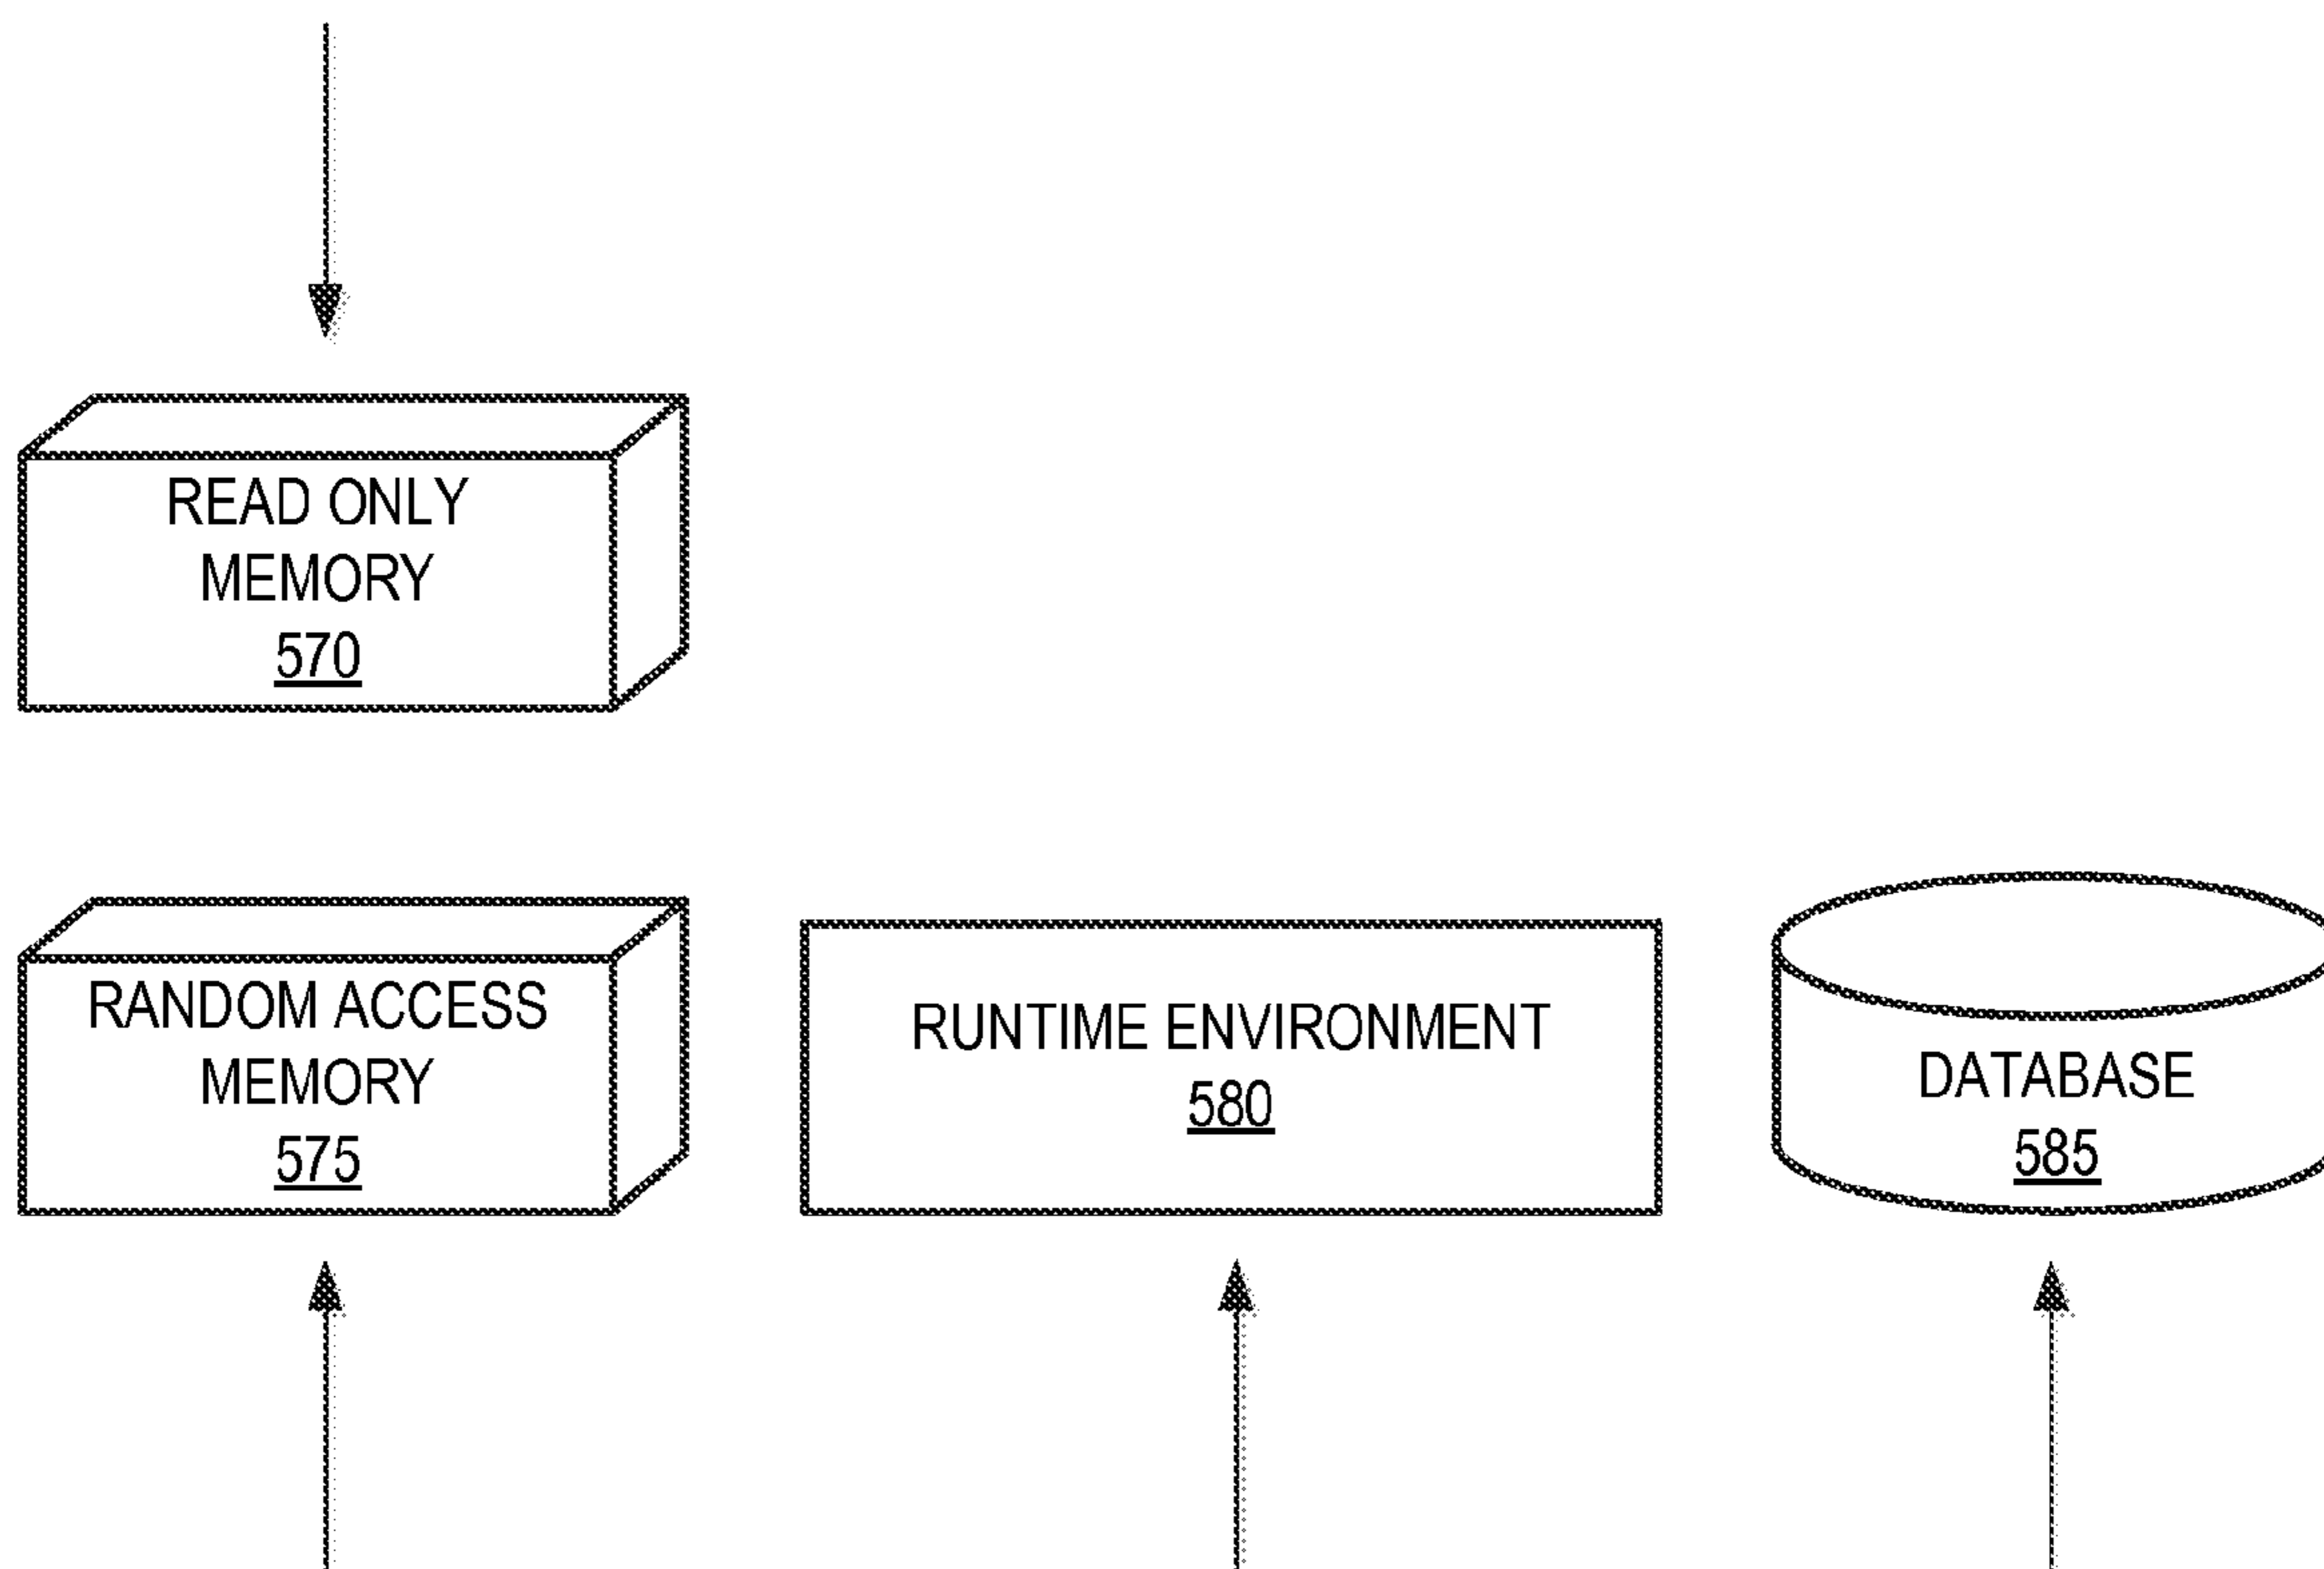 READ ONLY
MEMORY
570
RANDOM ACCESS
MEMORY
575
RUNTIME ENVIRONMENT
580
DATABASE
585